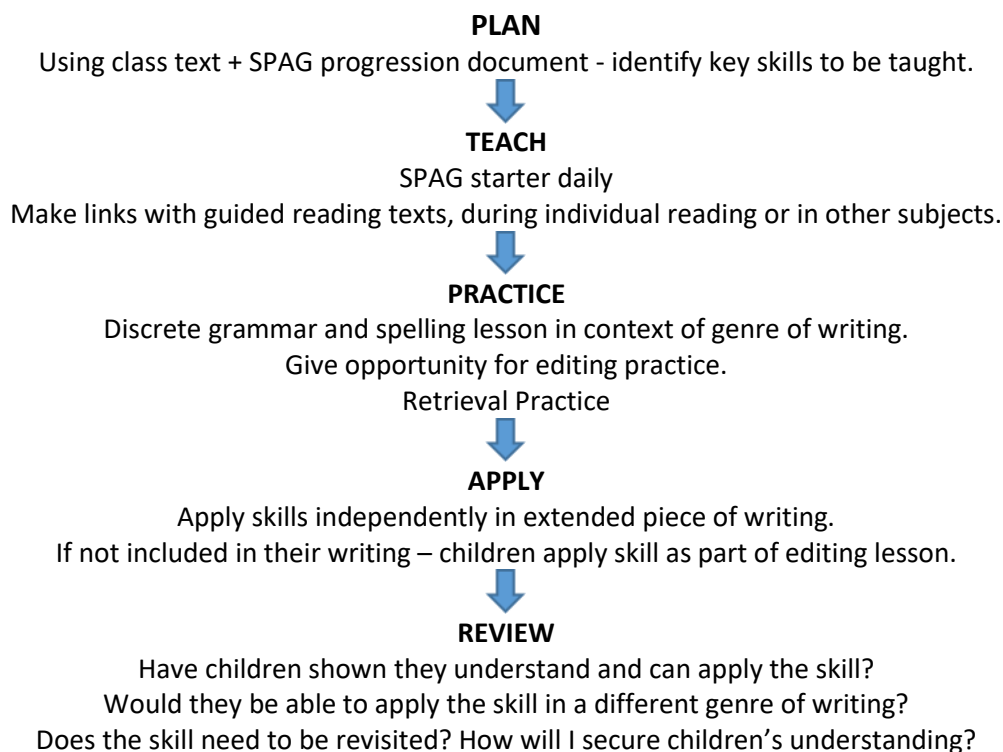 PLAN
Using class text + SPAG progression document - identify key skills to be taught.
TEACH
SPAG starter daily
Make links with guided reading texts, during individual reading or in other subjects.
PRACTICE
Discrete grammar and spelling lesson in context of genre of writing.
Give opportunity for editing practice.
Retrieval Practice
APPLY
Apply skills independently in extended piece of writing.
If not included in their writing – children apply skill as part of editing lesson.
REVIEW
Have children shown they understand and can apply the skill?
Would they be able to apply the skill in a different genre of writing?
Does the skill need to be revisited? How will I secure children's understanding?